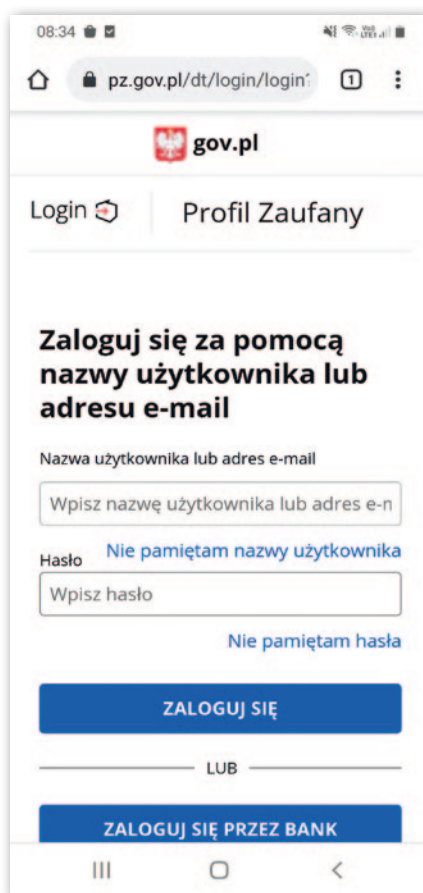 08:34
pz.gov.pl/dt/login/login?
1
gov.pl
Login
Profil Zaufany
Zaloguj się za pomocą
nazwy użytkownika lub
adresu e-mail
Nazwa użytkownika lub adres e-mail
Wpisz nazwę użytkownika lub adres e-n
Nie pamiętam nazwy użytkownika
Hasło
Wpisz hasło
Nie pamiętam hasła
ZALOGUJ SIĘ
LUB
ZALOGUJ SIĘ PRZEZ BANK